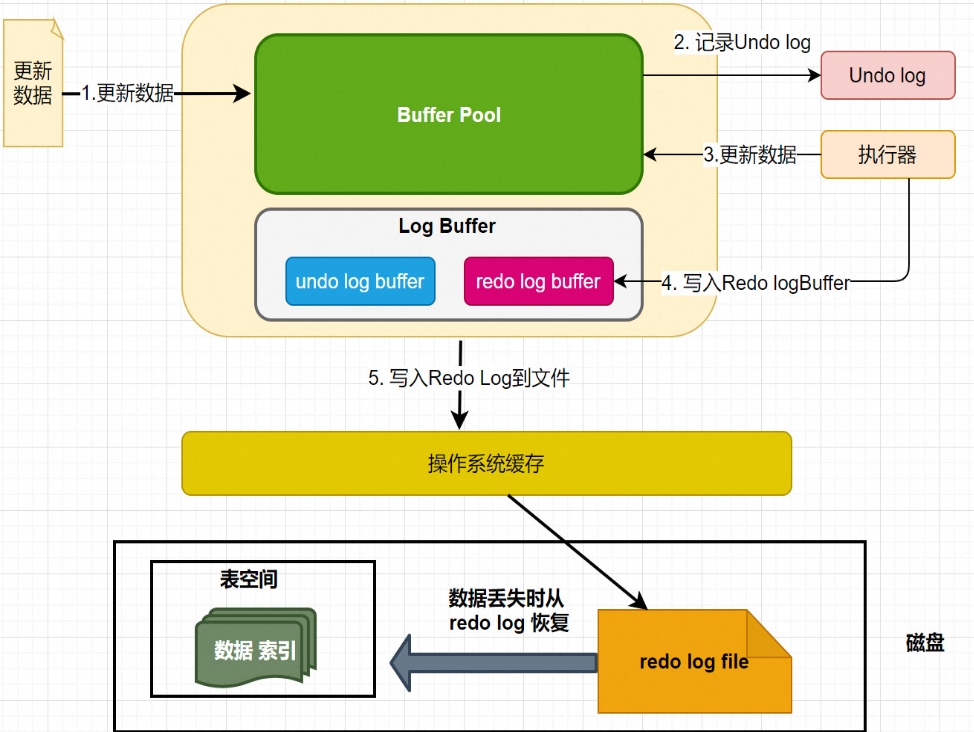 更新
数据
1.更新数据
Buffer Pool
2. 记录Undo log
Undo log
3.更新数据
执行器
Log Buffer
undo log buffer
redo log buffer
4. 写入Redo logBuffer
5. 写入Redo Log到文件
操作系统缓存
表空间
数据 索引
数据丢失时从
redo log 恢复
redo log file
磁盘